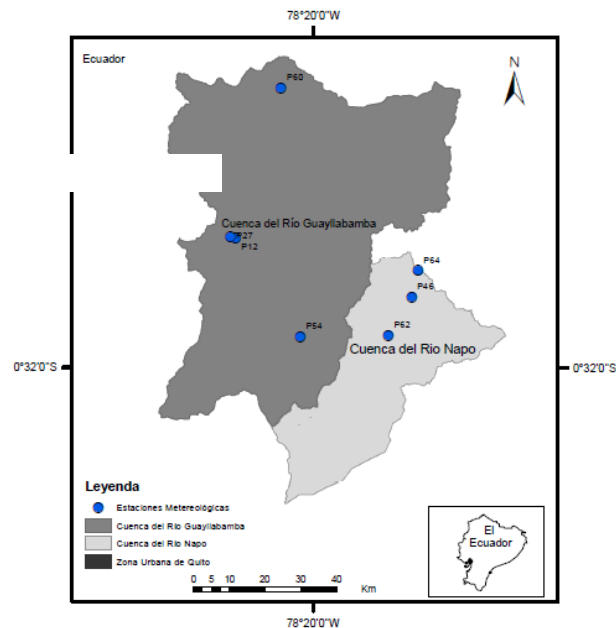 78°20'0"W
Ecuador
N
P60
Cuenca del Río Guayllabamba
P27
P12
P64
P46
P54
P62
Cuenca del Rio Napo
0°32'0"S
0°32'0"S
Leyenda
Estaciones Metereológicas
Cuenca del Río Guayllabamba
Cuenca del Río Napo
Zona Urbana de Quito
0 5 10 20 30 40
Km
El
Ecuador
78°20'0"W